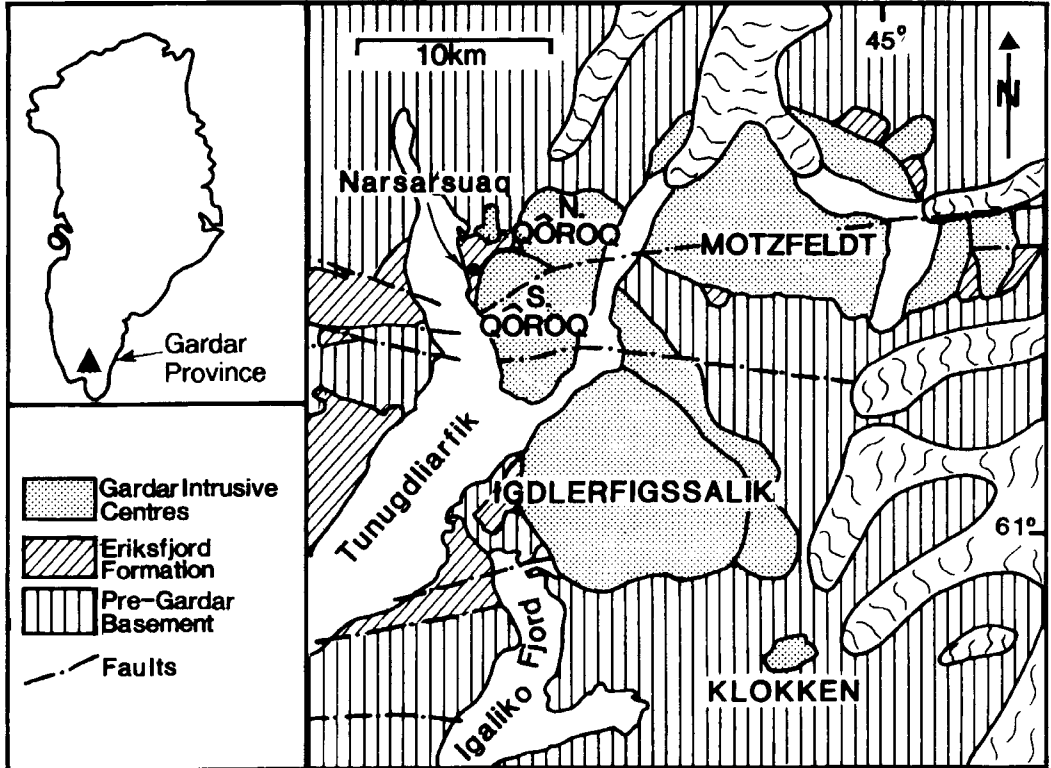 Gardar
Province
Gardar Intrusive
Centres
Eriksfjord
Formation
Pre-Gardar
Basement
Faults
10km
45°
N
Narsarsuaq
N.
QÔROQ
MOTZFELDT
S.
QÔROQ
Tunugdliarfik
IGDLERFIGSSALIK
61°
Igaliko Fjord
KLOKKEN